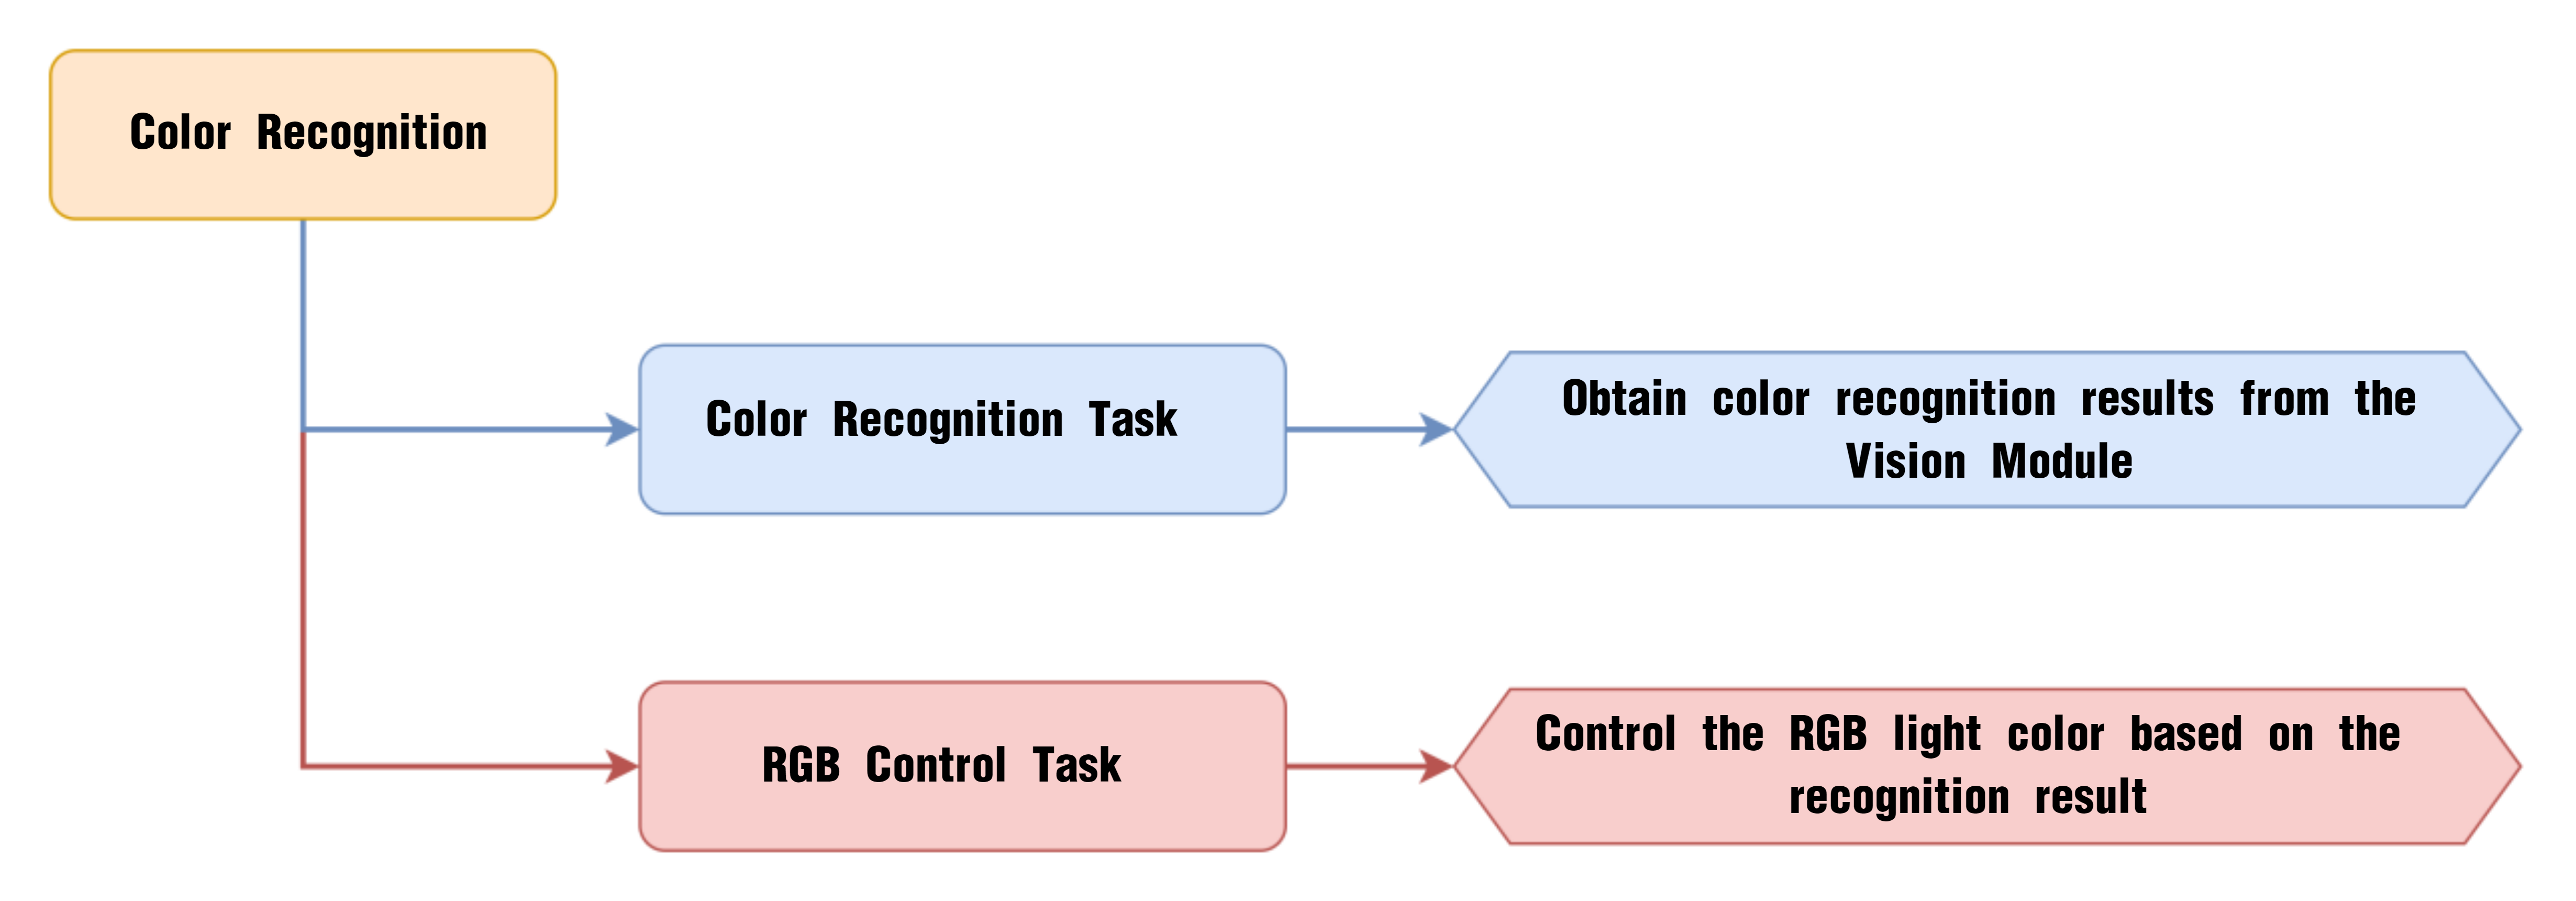 Color Recognition
Color Recognition Task
Obtain color recognition results from the
Vision Module
RGB Control Task
Control the RGB light color based on the
recognition result